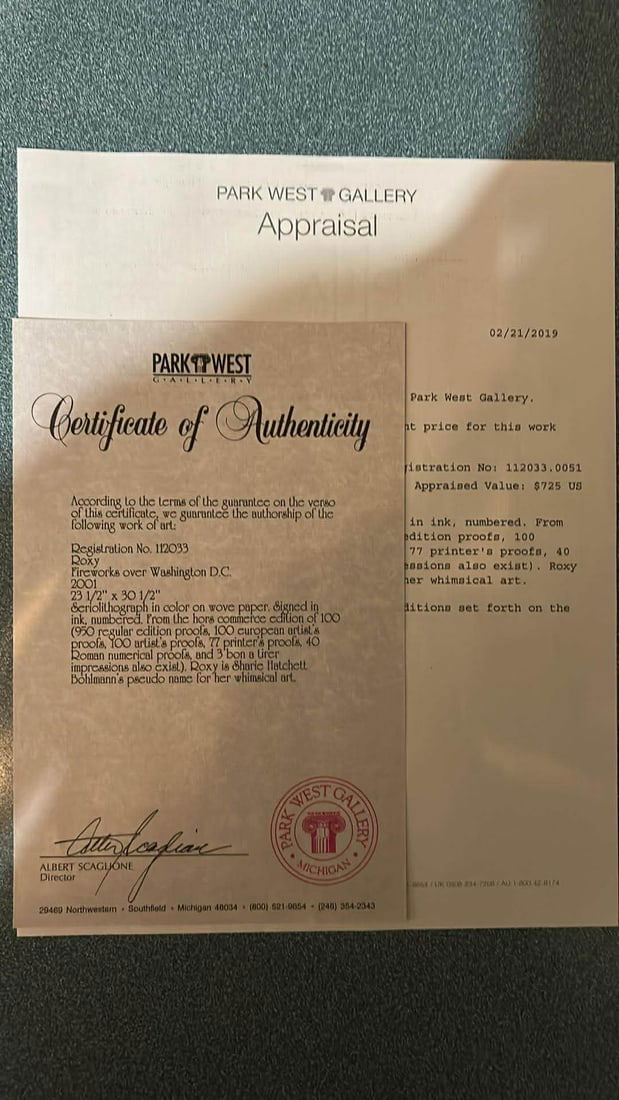 PARK WEST GALLERY
Appraisal
02/21/2019
Park West Gallery.
nt price for this work
istration No: 112033.0051
Appraised Value: $725 US
in ink, numbered. From
dition proofs, 100
77 printer's proofs, 40
essions also exist). Roxy
her whimsical art.
ditions set forth on the
PARK WEST
G·A·L·L·E·R·Y
Certificate of Authenticity
According to the terms of the guarantee on the verso
of this certificate, we guarantee the authorship of the
following work of art:
Registration No. 112033
Roxy
Fireworks over Washington D.C.
2001
23 1/2" x 30 1/2"
Seriolithograph in color on wove paper. Signed in
ink, numbered. From the hors commerce edition of 100
(950 regular edition proofs, 100 european artist's
proofs, 100 artist's proofs, 77 printer's proofs, 40
Roman numerical proofs, and 3 bon a tirer
impressions also exist). Roxy is Sharie Hatchett
Bohlmann's pseudo name for her whimsical art.
ALBERT SCAGLIONE
Director
PARK WEST GALLERY
• MICHIGAN •
29469 Northwestern • Southfield • Michigan 48034 • (800) 521-9654 • (248) 354-2343